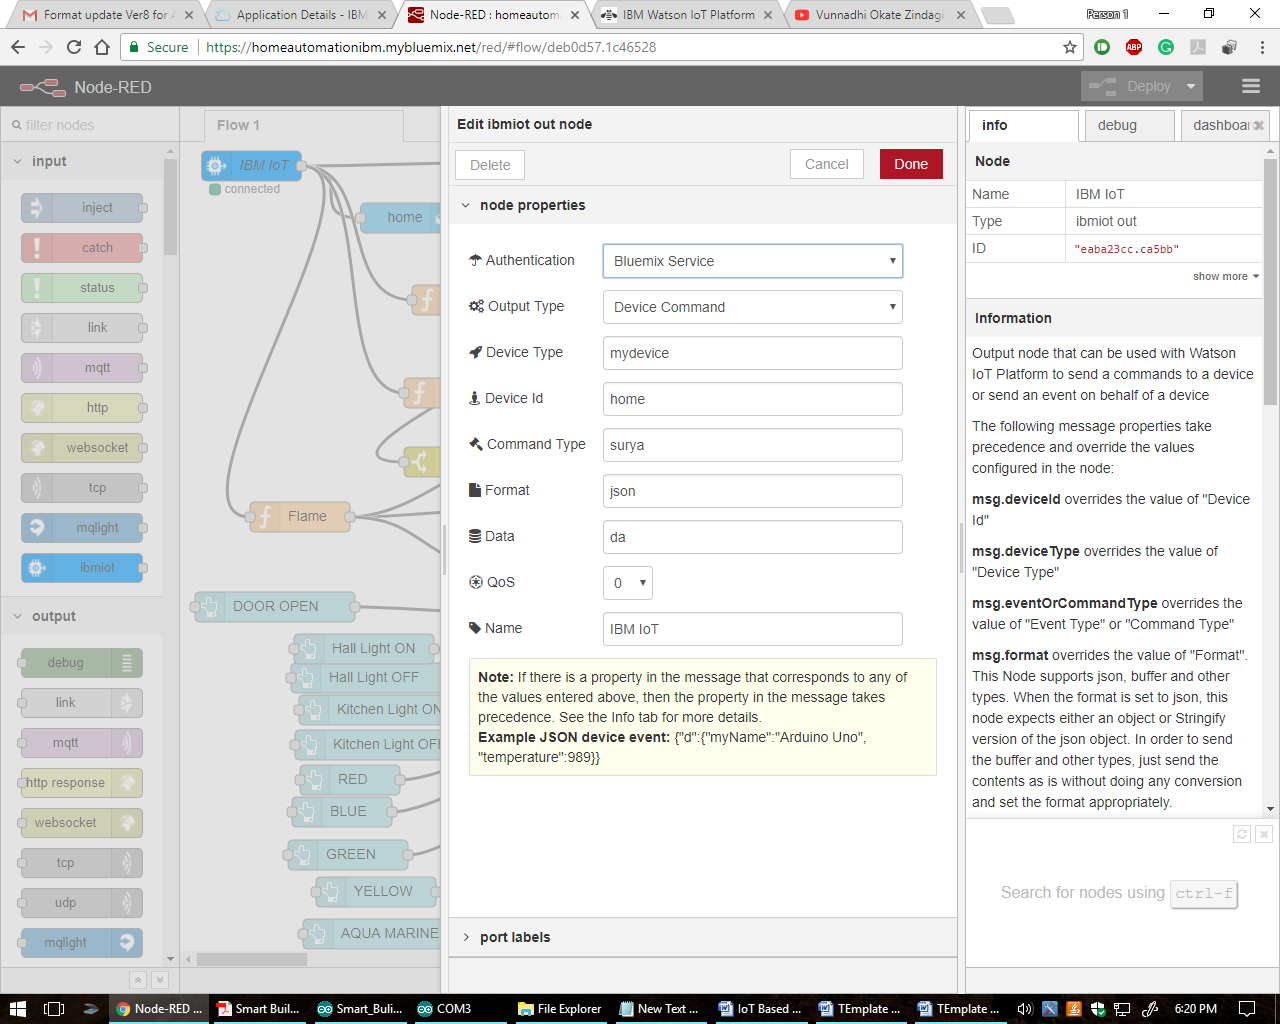 Format update Ver8 for A
Application Details - IBM
Node-RED : homeautom
IBM Watson IoT Platform
Vunnadhi Okate Zindagi
Person 1
Secure
https://homeautomationibm.mybluemix.net/red/#flow/deb0d57.1c46528
ABP
Node-RED
Deploy
filter nodes
input
inject
catch
status
link
mqtt
http
websocket
tcp
mqlight
ibmiot
output
debug
link
mqtt
http response
websocket
tcp
udp
mqlight
Flow 1
IBM IoT
connected
home
Flame
DOOR OPEN
Hall Light ON
Hall Light OFF
Kitchen Light ON
Kitchen Light OFF
RED
BLUE
GREEN
YELLOW
AQUA MARINE
Edit ibmiot out node
Delete
Cancel
Done
node properties
Authentication
Bluemix Service
Output Type
Device Command
Device Type
mydevice
Device Id
home
Command Type
surya
Format
json
Data
da
QoS
0
Name
IBM IoT
Note: If there is a property in the message that corresponds to any of
the values entered above, then the property in the message takes
precedence. See the Info tab for more details.
Example JSON device event: {"d":{"myName":"Arduino Uno",
"temperature":989}}
port labels
info
debug
dashboar
Node
Name
IBM IoT
Type
ibmiot out
ID
"eaba23cc.ca5bb"
show more
Information
Output node that can be used with Watson
IoT Platform to send a commands to a device
or send an event on behalf of a device
The following message properties take
precedence and override the values
configured in the node:
msg.deviceId overrides the value of "Device
Id"
msg.deviceType overrides the value of
"Device Type"
msg.eventOrCommandType overrides the
value of "Event Type" or "Command Type"
msg.format overrides the value of "Format".
This Node supports json, buffer and other
types. When the format is set to json, this
node expects either an object or Stringify
version of the json object. In order to send
the buffer and other types, just send the
contents as is without doing any conversion
and set the format appropriately.
Search for nodes using ctrl-f
Node-RED ...
Smart Buil...
Smart_Buli...
COM3
File Explorer
New Text ...
IoT Based ...
TEmplate ...
TEmplate ...
6:20 PM